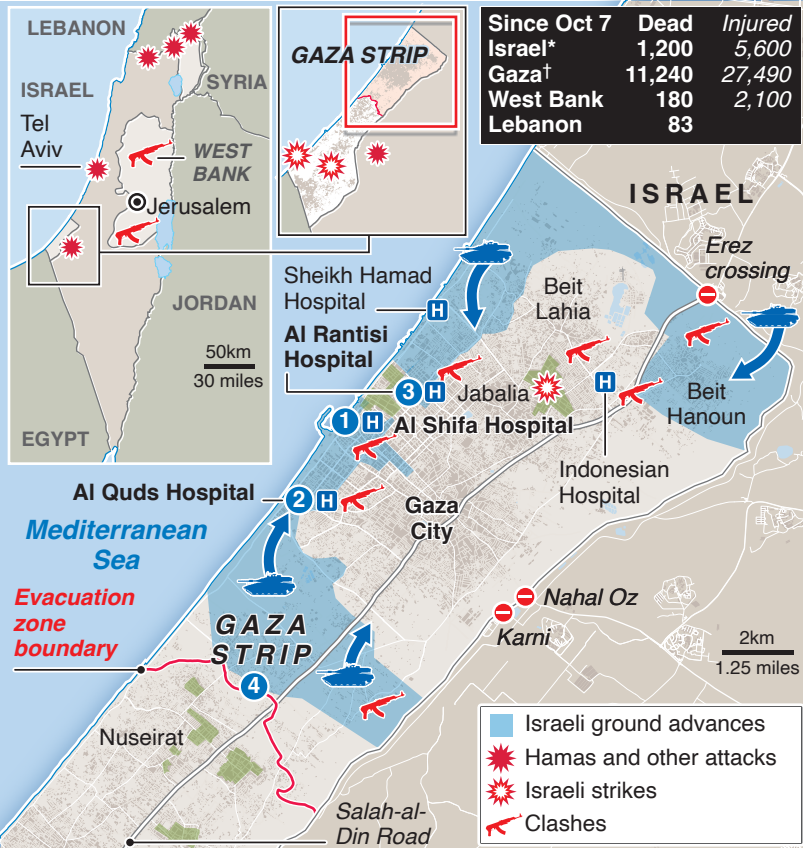 LEBANON
ISRAEL
SYRIA
Tel
Aviv
WEST
BANK
Jerusalem
JORDAN
50km
30 miles
EGYPT
GAZA STRIP
Since Oct 7 Dead Injured
Israel* 1,200 5,600
Gaza† 11,240 27,490
West Bank 180 2,100
Lebanon 83
ISRAEL
Erez
crossing
Sheikh Hamad
Hospital
H
Beit
Lahia
Al Rantisi
Hospital
3 H
Jabalia
H
Beit
Hanoun
1 H
Al Shifa Hospital
Indonesian
Hospital
Al Quds Hospital
2 H
Gaza
City
Mediterranean
Sea
Evacuation
zone
boundary
Nahal Oz
Karni
GAZA
STRIP
2km
1.25 miles
4
Nuseirat
Salah-al-
Din Road
Israeli ground advances
Hamas and other attacks
Israeli strikes
Clashes